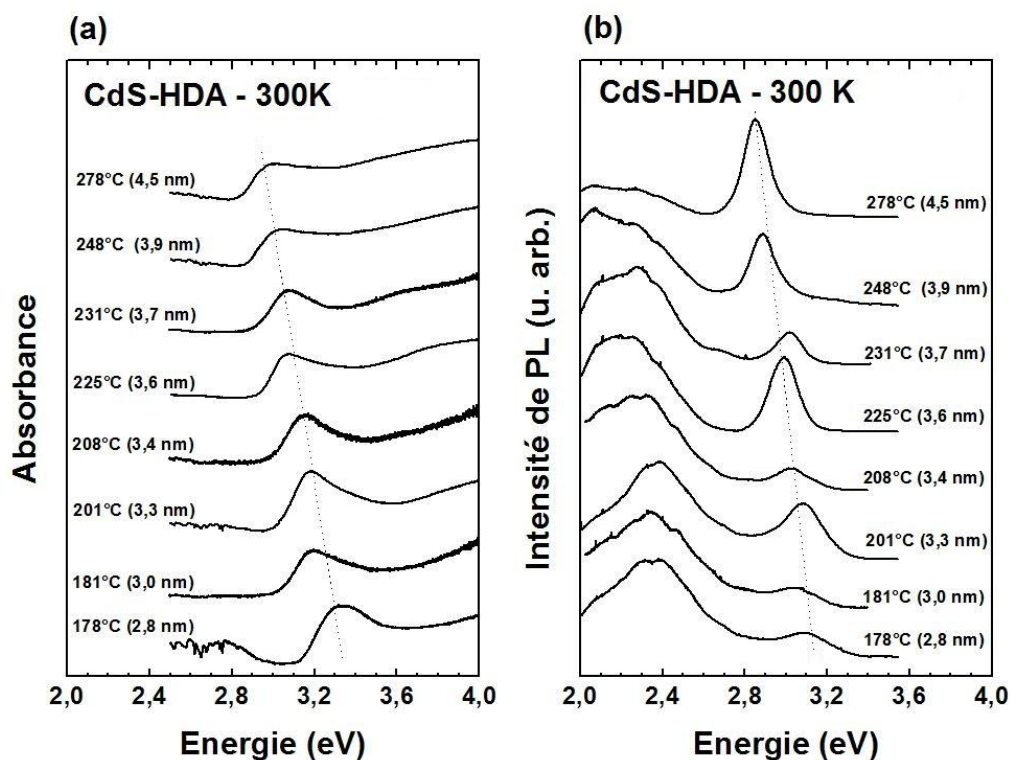 (a)
CdS-HDA - 300K
278°C (4,5 nm)
248°C (3,9 nm)
231°C (3,7 nm)
225°C (3,6 nm)
208°C (3,4 nm)
201°C (3,3 nm)
181°C (3,0 nm)
178°C (2,8 nm)
Absorbance
2,0 2,4 2,8 3,2 3,6 4,0
Energie (eV)
(b)
CdS-HDA - 300 K
278°C (4,5 nm)
248°C (3,9 nm)
231°C (3,7 nm)
225°C (3,6 nm)
208°C (3,4 nm)
201°C (3,3 nm)
181°C (3,0 nm)
178°C (2,8 nm)
Intensité de PL (u. arb.)
2,0 2,4 2,8 3,2 3,6 4,0
Energie (eV)